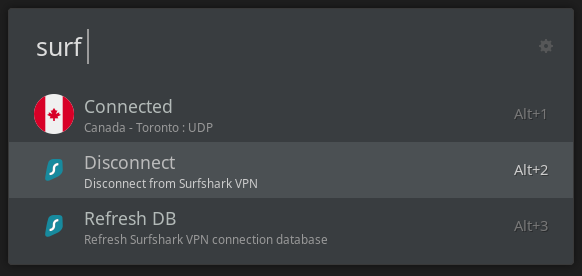 surf
Connected
Canada - Toronto : UDP
Alt+1
Disconnect
Disconnect from Surfshark VPN
Alt+2
Refresh DB
Refresh Surfshark VPN connection database
Alt+3